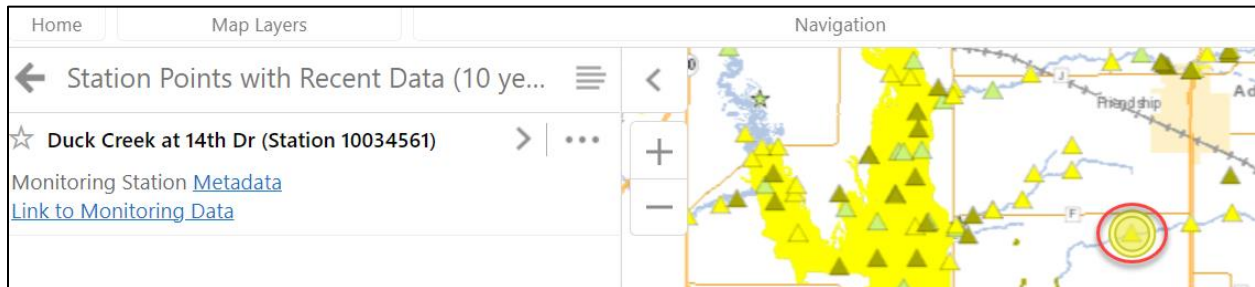 Home
Map Layers
Navigation
Station Points with Recent Data (10 ye...
Duck Creek at 14th Dr (Station 10034561)
Monitoring Station Metadata
Link to Monitoring Data
J
Friendship
Ad
F